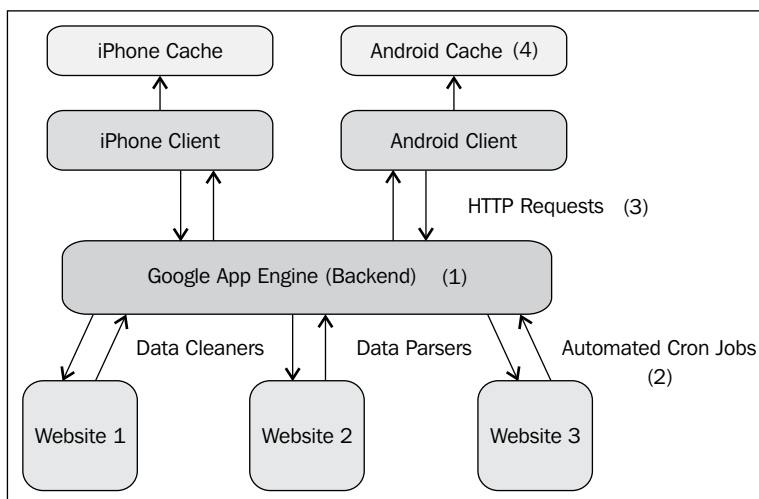 iPhone Cache
Android Cache (4)
iPhone Client
Android Client
HTTP Requests (3)
Google App Engine (Backend) (1)
Data Cleaners
Data Parsers
Automated Cron Jobs
(2)
Website 1
Website 2
Website 3